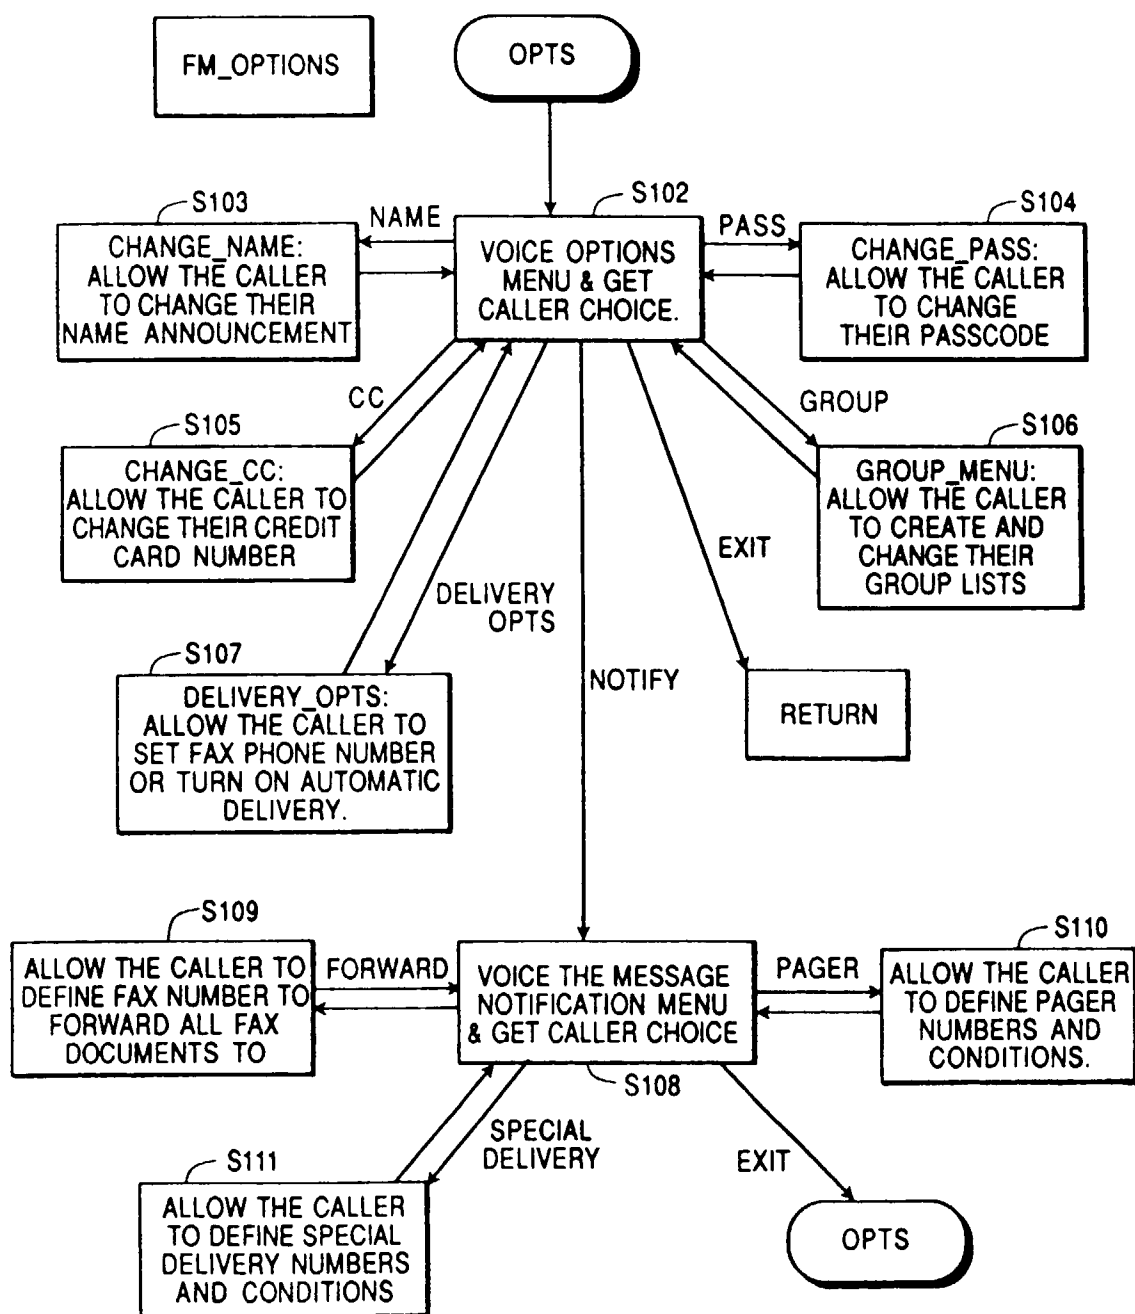 FM_OPTIONS
OPTS
S103
CHANGE_NAME:
ALLOW THE CALLER
TO CHANGE THEIR
NAME ANNOUNCEMENT
NAME
S102
VOICE OPTIONS
MENU & GET
CALLER CHOICE.
PASS
S104
CHANGE_PASS:
ALLOW THE CALLER
TO CHANGE
THEIR PASSCODE
CC
S105
CHANGE_CC:
ALLOW THE CALLER TO
CHANGE THEIR CREDIT
CARD NUMBER
GROUP
S106
GROUP_MENU:
ALLOW THE CALLER
TO CREATE AND
CHANGE THEIR
GROUP LISTS
EXIT
DELIVERY
OPTS
S107
DELIVERY_OPTS:
ALLOW THE CALLER TO
SET FAX PHONE NUMBER
OR TURN ON AUTOMATIC
DELIVERY.
NOTIFY
RETURN
S109
ALLOW THE CALLER TO
DEFINE FAX NUMBER TO
FORWARD ALL FAX
DOCUMENTS TO
FORWARD
VOICE THE MESSAGE
NOTIFICATION MENU
& GET CALLER CHOICE
S108
PAGER
S110
ALLOW THE CALLER
TO DEFINE PAGER
NUMBERS AND
CONDITIONS.
SPECIAL
DELIVERY
S111
ALLOW THE CALLER
TO DEFINE SPECIAL
DELIVERY NUMBERS
AND CONDITIONS
EXIT
OPTS